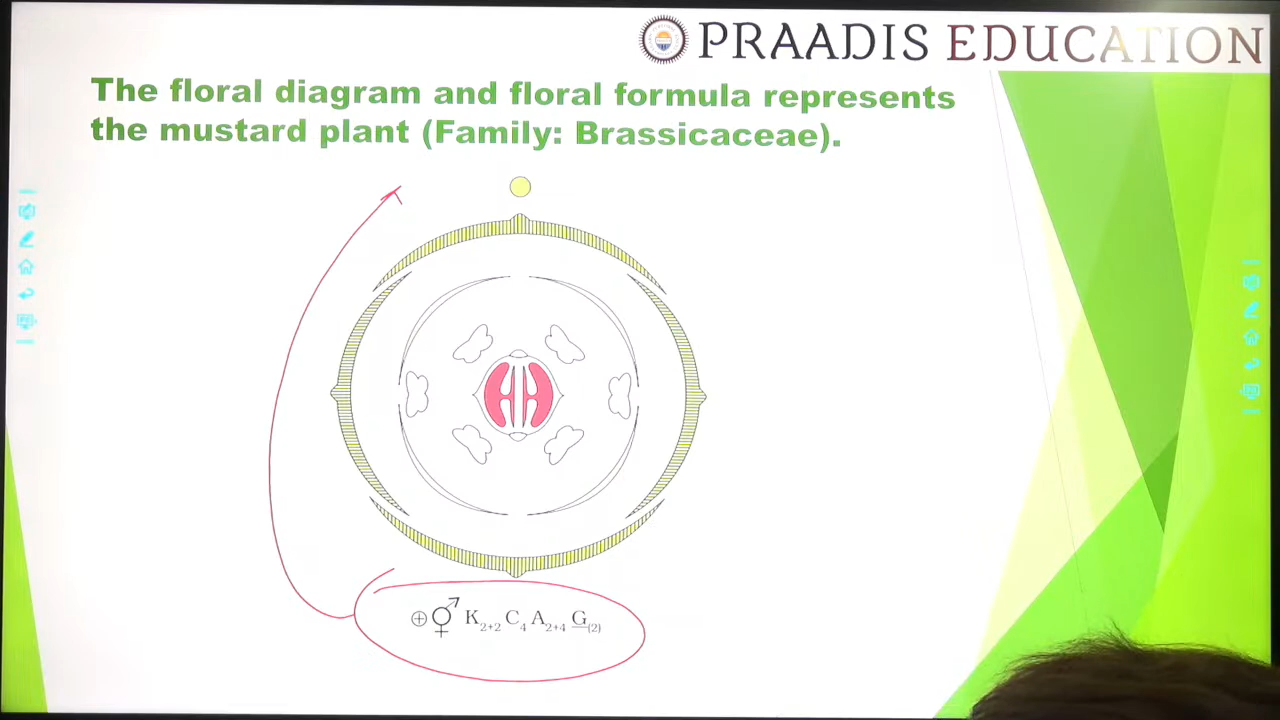 PRAADIS EDUCATION
The floral diagram and floral formula represents
the mustard plant (Family: Brassicaceae).
⊕ ⚥ K₂₊₂ C₄ A₂₊₄ G̲₍₂₎